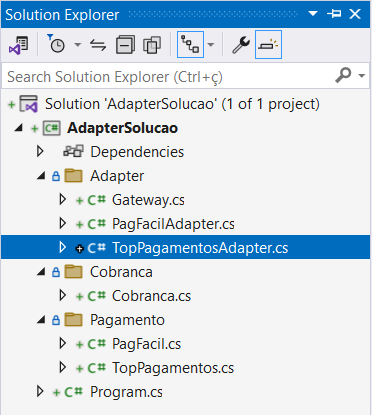 Solution Explorer
Search Solution Explorer (Ctrl+ç)
Solution 'AdapterSolucao' (1 of 1 project)
C# AdapterSolucao
Dependencies
Adapter
C# Gateway.cs
C# PagFacilAdapter.cs
C# TopPagamentosAdapter.cs
Cobranca
C# Cobranca.cs
Pagamento
C# PagFacil.cs
C# TopPagamentos.cs
C# Program.cs